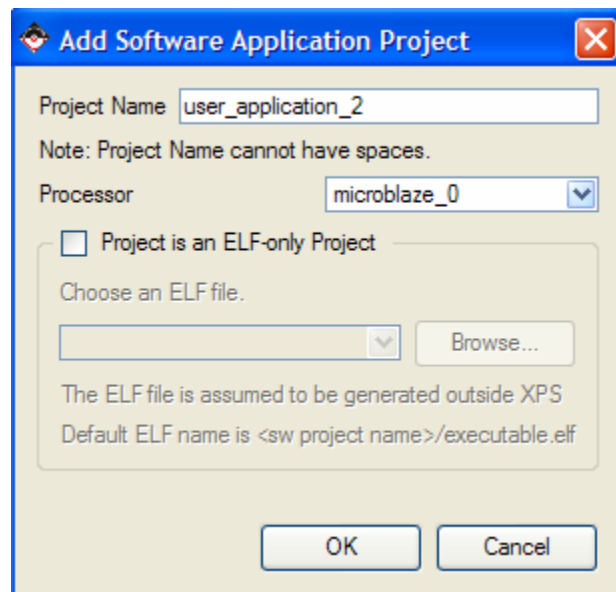 Add Software Application Project
Project Name user_application_2
Note: Project Name cannot have spaces.
Processor microblaze_0
Project is an ELF-only Project
Choose an ELF file.
Browse...
The ELF file is assumed to be generated outside XPS
Default ELF name is <sw project name>/executable.elf
OK Cancel